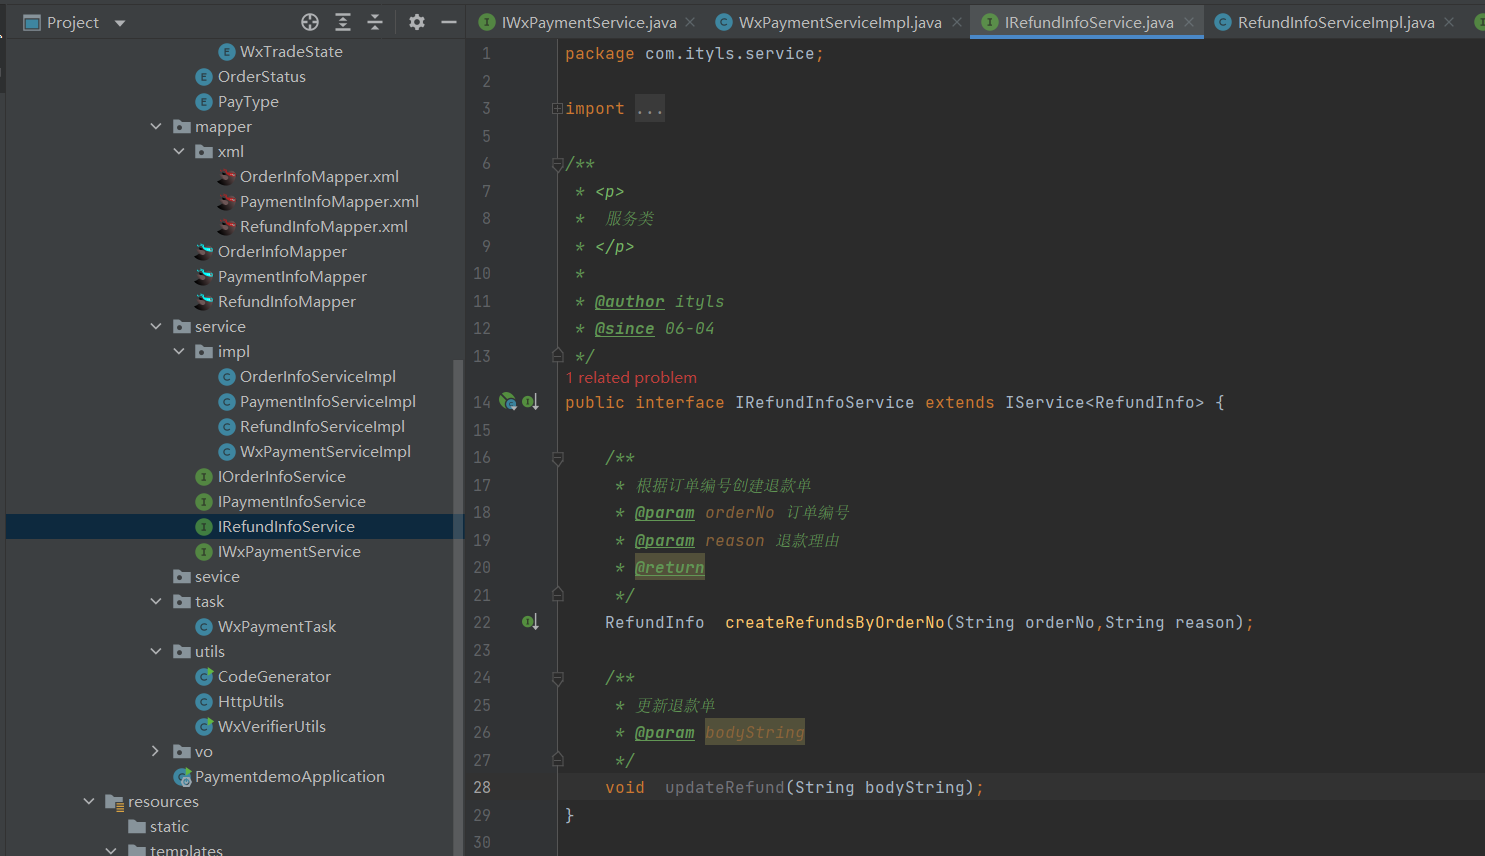 Project
IWxPaymentService.java
WxPaymentServiceImpl.java
IRefundInfoService.java
RefundInfoServiceImpl.java
WxTradeState
OrderStatus
PayType
mapper
xml
OrderInfoMapper.xml
PaymentInfoMapper.xml
RefundInfoMapper.xml
OrderInfoMapper
PaymentInfoMapper
RefundInfoMapper
service
impl
OrderInfoServiceImpl
PaymentInfoServiceImpl
RefundInfoServiceImpl
WxPaymentServiceImpl
IOrderInfoService
IPaymentInfoService
IRefundInfoService
IWxPaymentService
sevice
task
WxPaymentTask
utils
CodeGenerator
HttpUtils
WxVerifierUtils
vo
PaymentdemoApplication
resources
static
templates
1 package com.ityls.service;
2
3 import ...
5
6 /**
7 * <p>
8 * 服务类
9 * </p>
10 *
11 * @author ityls
12 * @since 06-04
13 */
1 related problem
14 public interface IRefundInfoService extends IService<RefundInfo> {
15
16 /**
17 * 根据订单编号创建退款单
18 * @param orderNo 订单编号
19 * @param reason 退款理由
20 * @return
21 */
22 RefundInfo  createRefundsByOrderNo(String orderNo,String reason);
23
24 /**
25 * 更新退款单
26 * @param bodyString
27 */
28 void  updateRefund(String bodyString);
29 }
30